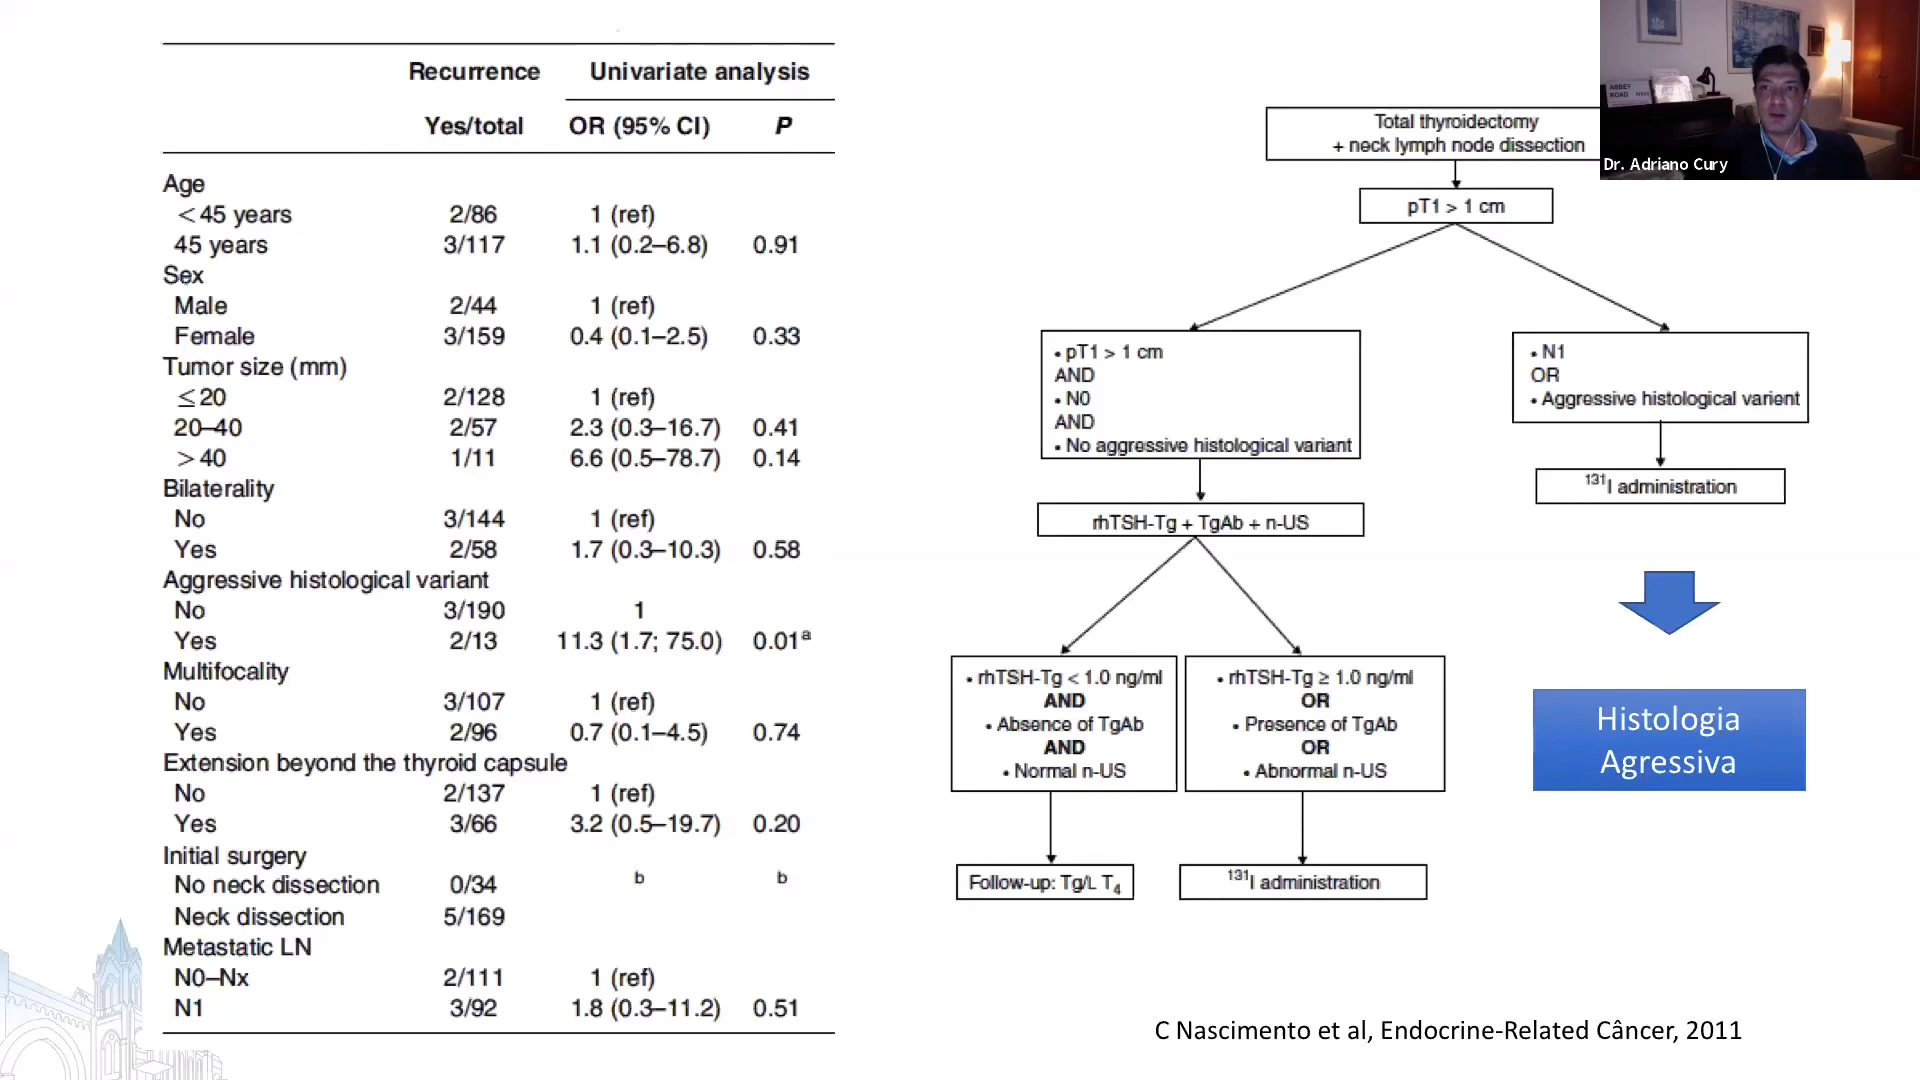 Recurrence Univariate analysis
Yes/total OR (95% CI) P
Age
<45 years 2/86 1 (ref)
45 years 3/117 1.1 (0.2–6.8) 0.91
Sex
Male 2/44 1 (ref)
Female 3/159 0.4 (0.1–2.5) 0.33
Tumor size (mm)
≤20 2/128 1 (ref)
20–40 2/57 2.3 (0.3–16.7) 0.41
>40 1/11 6.6 (0.5–78.7) 0.14
Bilaterality
No 3/144 1 (ref)
Yes 2/58 1.7 (0.3–10.3) 0.58
Aggressive histological variant
No 3/190 1
Yes 2/13 11.3 (1.7; 75.0) 0.01ᵃ
Multifocality
No 3/107 1 (ref)
Yes 2/96 0.7 (0.1–4.5) 0.74
Extension beyond the thyroid capsule
No 2/137 1 (ref)
Yes 3/66 3.2 (0.5–19.7) 0.20
Initial surgery
No neck dissection 0/34 b b
Neck dissection 5/169
Metastatic LN
N0–Nx 2/111 1 (ref)
N1 3/92 1.8 (0.3–11.2) 0.51
Total thyroidectomy
+ neck lymph node dissection
pT1 > 1 cm
• pT1 > 1 cm
AND
• N0
AND
• No aggressive histological variant
• N1
OR
• Aggressive histological varient
¹³¹I administration
rhTSH-Tg + TgAb + n-US
• rhTSH-Tg < 1.0 ng/ml
AND
• Absence of TgAb
AND
• Normal n-US
• rhTSH-Tg ≥ 1.0 ng/ml
OR
• Presence of TgAb
OR
• Abnormal n-US
Follow-up: Tg/L T₄
¹³¹I administration
Histologia
Agressiva
C Nascimento et al, Endocrine-Related Câncer, 2011
ABBEY
ROAD
Dr. Adriano Cury